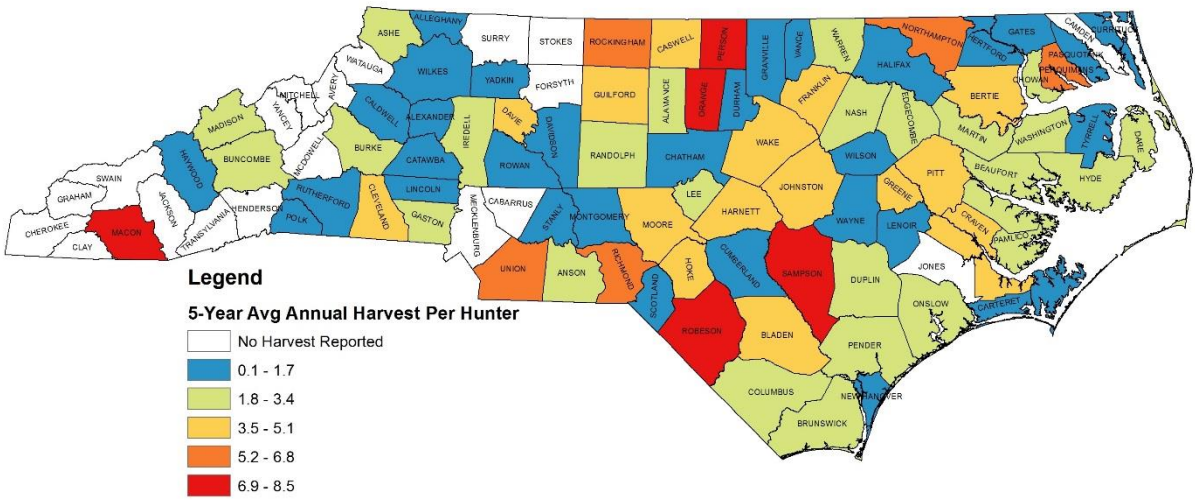 ALLEGHANY
ASHE
SURRY
STOKES
ROCKINGHAM
CASWELL
PERSON
GRANVILLE
VANCE
WARREN
NORTHAMPTON
HERTFORD
GATES
CAMDEN
CURRITUCK
PASQUOTANK
PERQUIMANS
CHOWAN
HALIFAX
BERTIE
WATAUGA
WILKES
YADKIN
FORSYTH
GUILFORD
ALAMANCE
ORANGE
DURHAM
FRANKLIN
NASH
EDGECOMBE
MARTIN
WASHINGTON
TYRRELL
DARE
MITCHELL
AVERY
YANCEY
CALDWELL
ALEXANDER
IREDELL
DAVIE
DAVIDSON
RANDOLPH
CHATHAM
WAKE
WILSON
PITT
BEAUFORT
HYDE
MADISON
BUNCOMBE
MCDOWELL
BURKE
CATAWBA
ROWAN
HAYWOOD
SWAIN
GRAHAM
CHEROKEE
CLAY
MACON
JACKSON
TRANSYLVANIA
HENDERSON
RUTHERFORD
POLK
CLEVELAND
LINCOLN
GASTON
MECKLENBURG
CABARRUS
STANLY
MONTGOMERY
MOORE
LEE
HARNETT
JOHNSTON
WAYNE
GREENE
LENOIR
CRAVEN
PAMLICO
JONES
CARTERET
UNION
ANSON
RICHMOND
SCOTLAND
HOKE
CUMBERLAND
SAMPSON
DUPLIN
ONSLOW
ROBESON
BLADEN
PENDER
COLUMBUS
NEW HANOVER
BRUNSWICK
Legend
5-Year Avg Annual Harvest Per Hunter
No Harvest Reported
0.1 - 1.7
1.8 - 3.4
3.5 - 5.1
5.2 - 6.8
6.9 - 8.5